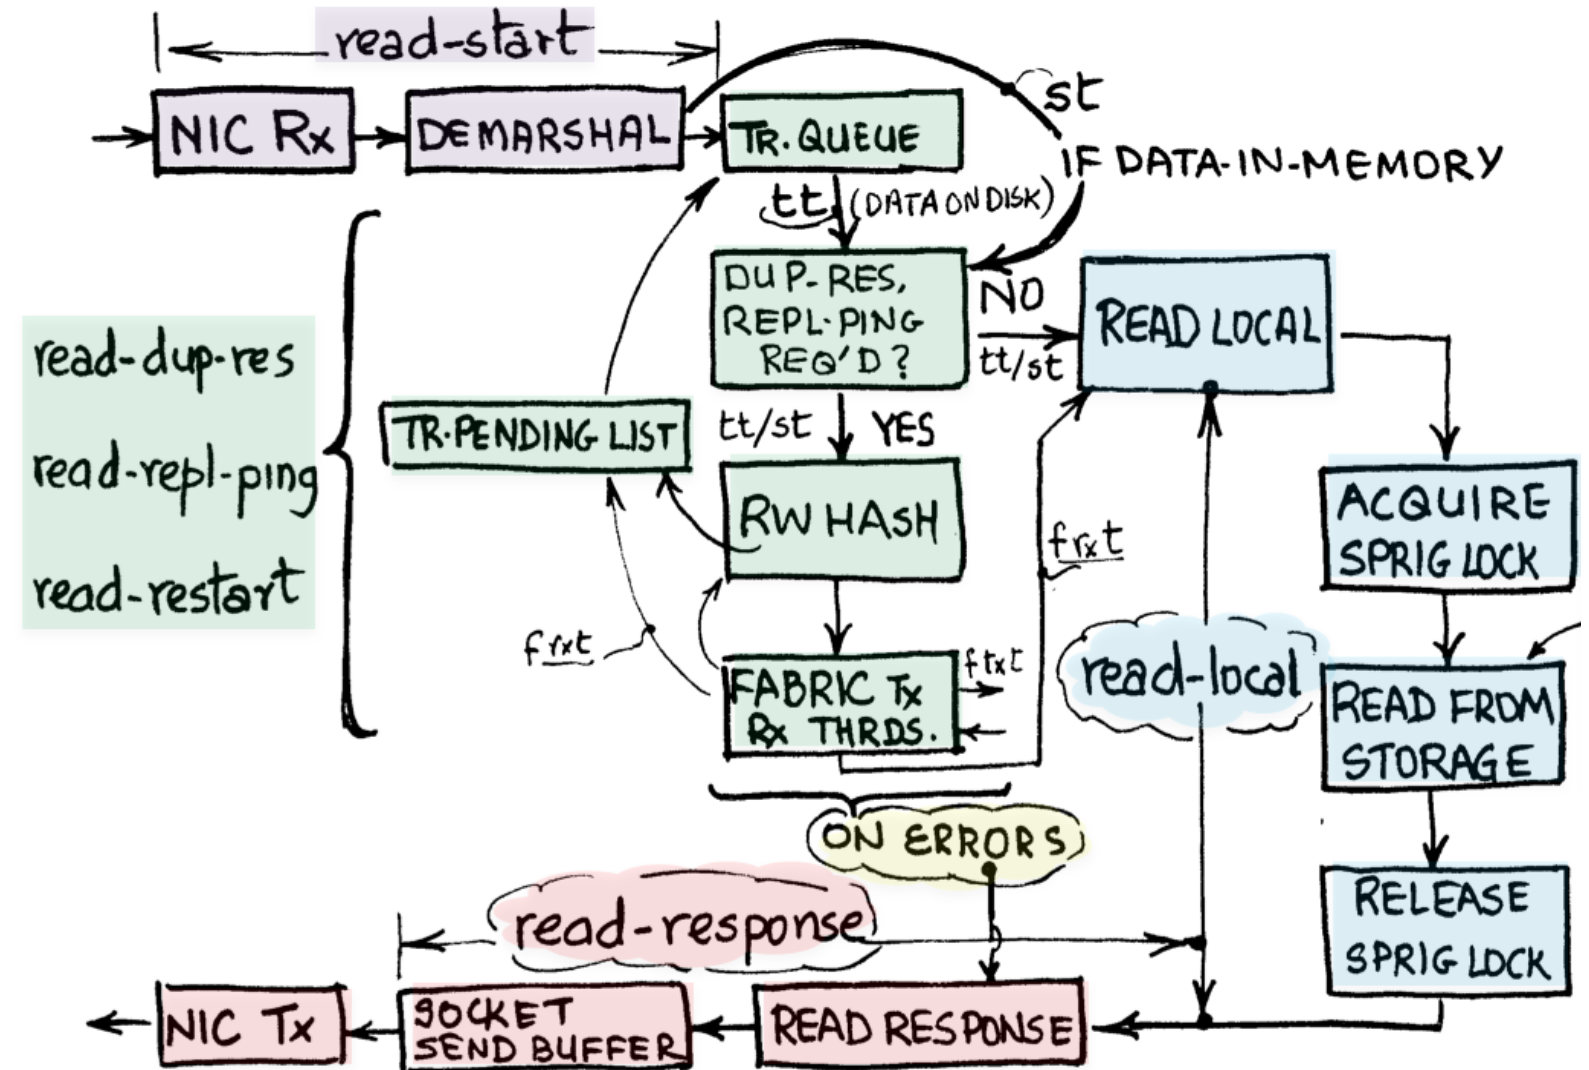 read-start
NIC Rx
DEMARSHAL
TR. QUEUE
st
IF DATA-IN-MEMORY
tt (DATA ON DISK)
DUP-RES,
REPL-PING
REQ'D?
NO
tt/st
READ LOCAL
read-dup-res
read-repl-ping
read-restart
TR. PENDING LIST
tt/st YES
RW HASH
frxt
ACQUIRE
SPRIG LOCK
frxt
FABRIC Tx
Rx THRDS.
ftxt
read-local
READ FROM
STORAGE
ON ERRORS
RELEASE
SPRIG LOCK
read-response
NIC Tx
SOCKET
SEND BUFFER
READ RESPONSE